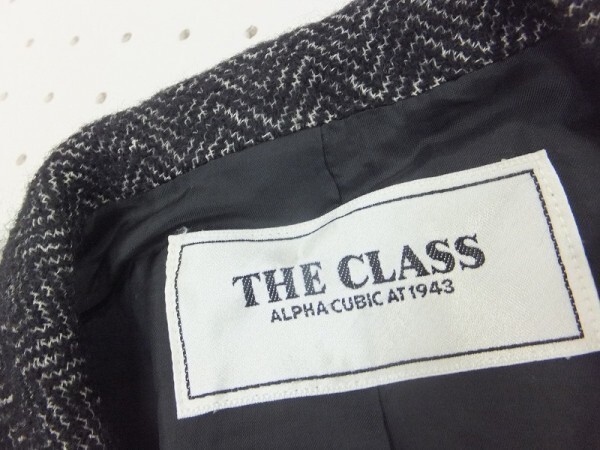 THE CLASS
ALPHA CUBIC AT 1943